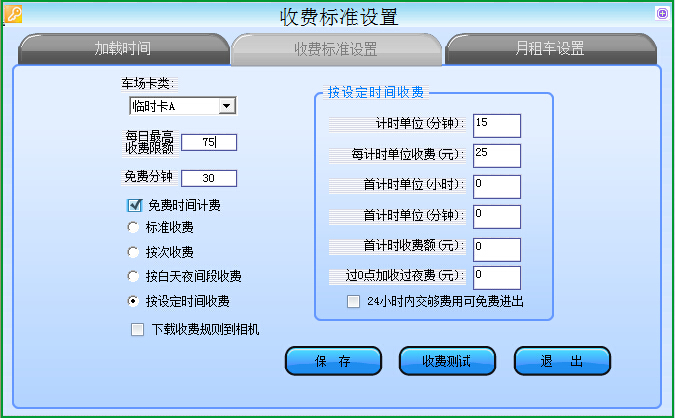 收费标准设置
加载时间
收费标准设置
月租车设置
车场卡类:
临时卡A
每日最高
收费限额
75
免费分钟
30
免费时间计费
标准收费
按次收费
按白天夜间段收费
按设定时间收费
下载收费规则到相机
按设定时间收费
计时单位(分钟):
15
每计时单位收费(元):
25
首计时单位(小时):
0
首计时单位(分钟):
0
首计时收费额(元):
0
过0点加收过夜费(元):
0
24小时内交够费用可免费进出
保 存
收费测试
退 出